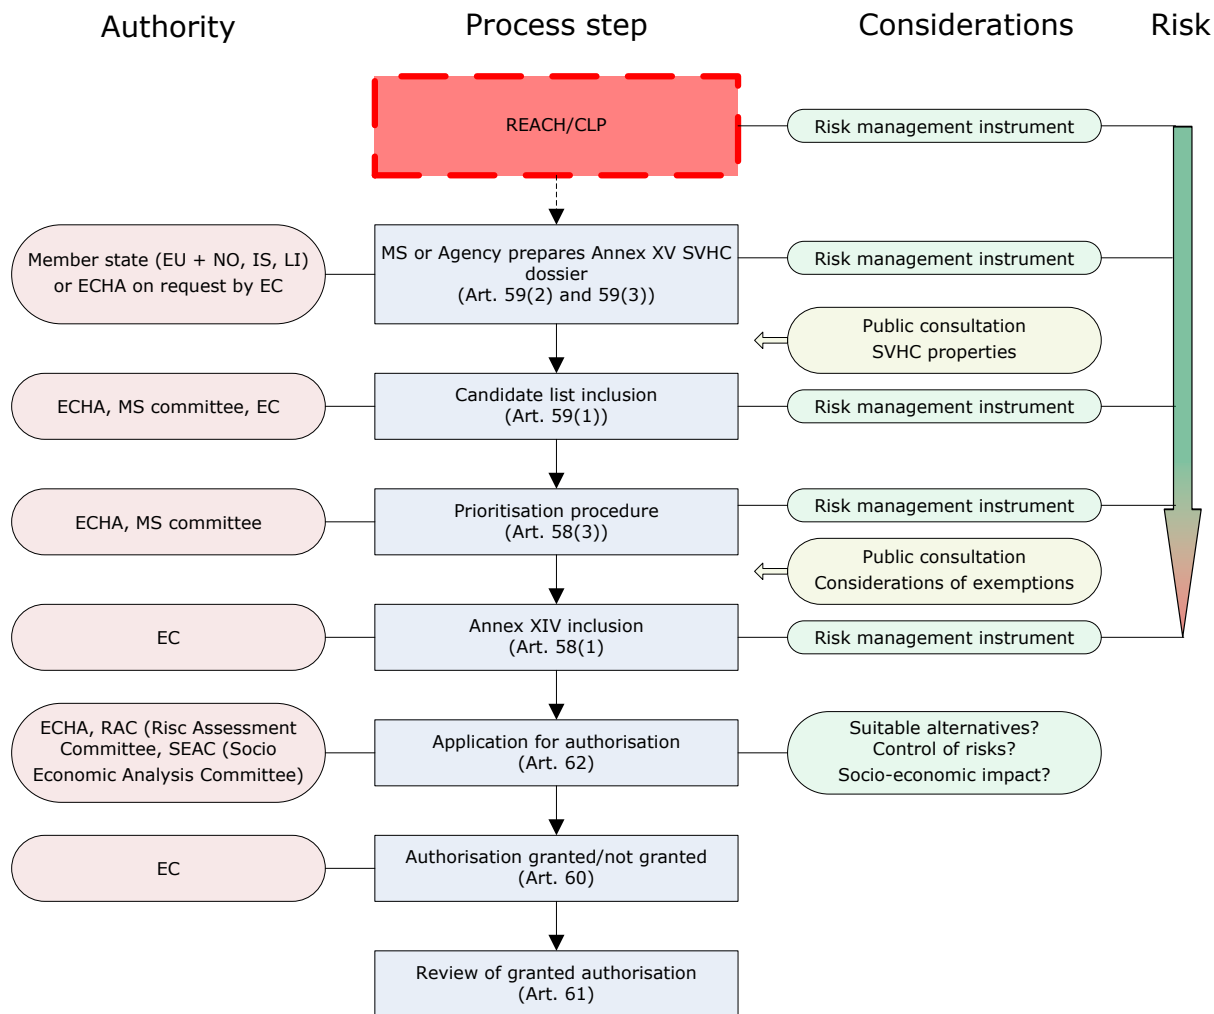 Authority
Process step
Considerations
Risk
REACH/CLP
Risk management instrument
Member state (EU + NO, IS, LI)
or ECHA on request by EC
MS or Agency prepares Annex XV SVHC
dossier
(Art. 59(2) and 59(3))
Risk management instrument
Public consultation
SVHC properties
ECHA, MS committee, EC
Candidate list inclusion
(Art. 59(1))
Risk management instrument
ECHA, MS committee
Prioritisation procedure
(Art. 58(3))
Risk management instrument
Public consultation
Considerations of exemptions
EC
Annex XIV inclusion
(Art. 58(1)
Risk management instrument
ECHA, RAC (Risc Assessment
Committee, SEAC (Socio
Economic Analysis Committee)
Application for authorisation
(Art. 62)
Suitable alternatives?
Control of risks?
Socio-economic impact?
EC
Authorisation granted/not granted
(Art. 60)
Review of granted authorisation
(Art. 61)